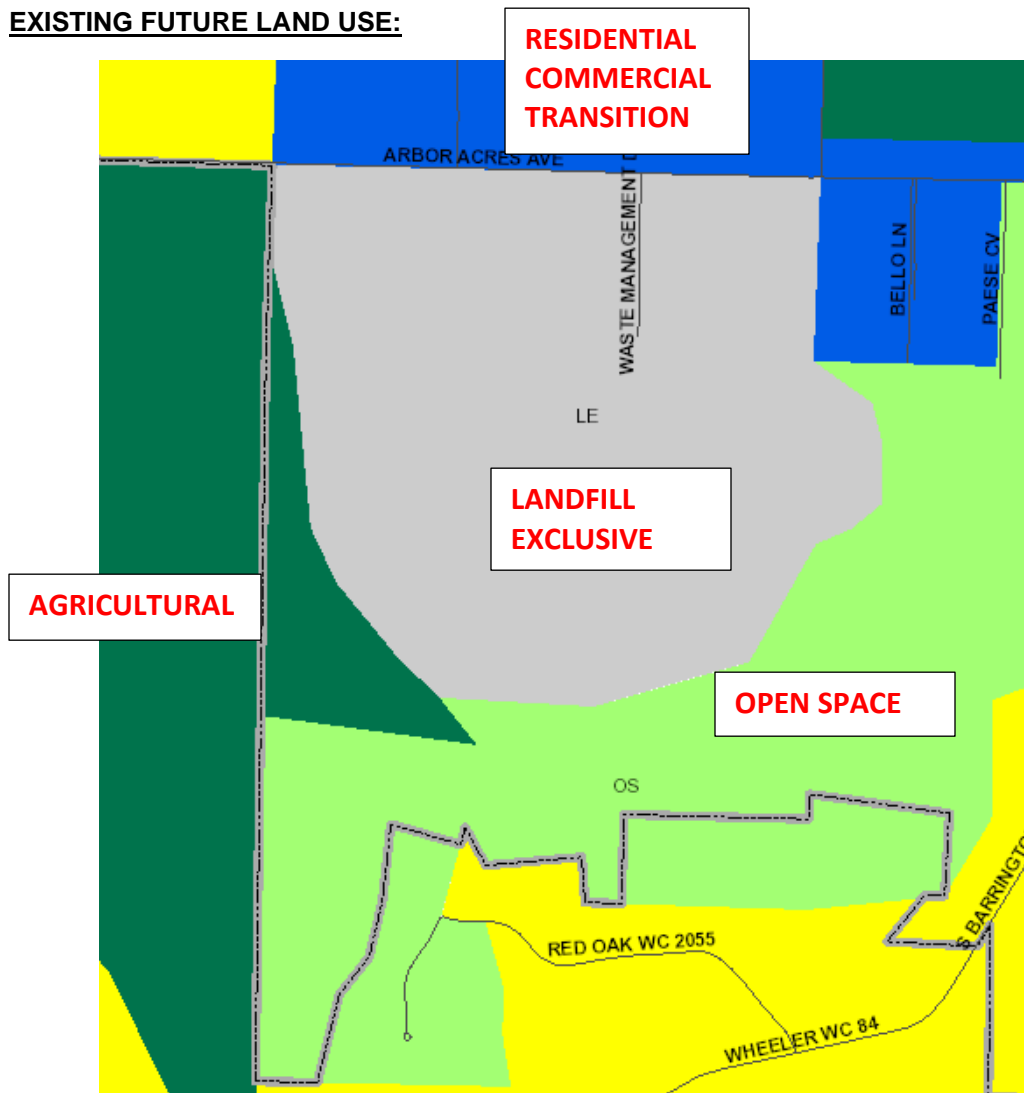 EXISTING FUTURE LAND USE:
RESIDENTIAL
COMMERCIAL
TRANSITION
ARBOR ACRES AVE
WASTE MANAGEMENT D
BELLO LN
PAESE CV
LE
LANDFILL
EXCLUSIVE
AGRICULTURAL
OPEN SPACE
OS
S BARRINGTO
RED OAK WC 2055
WHEELER WC 84